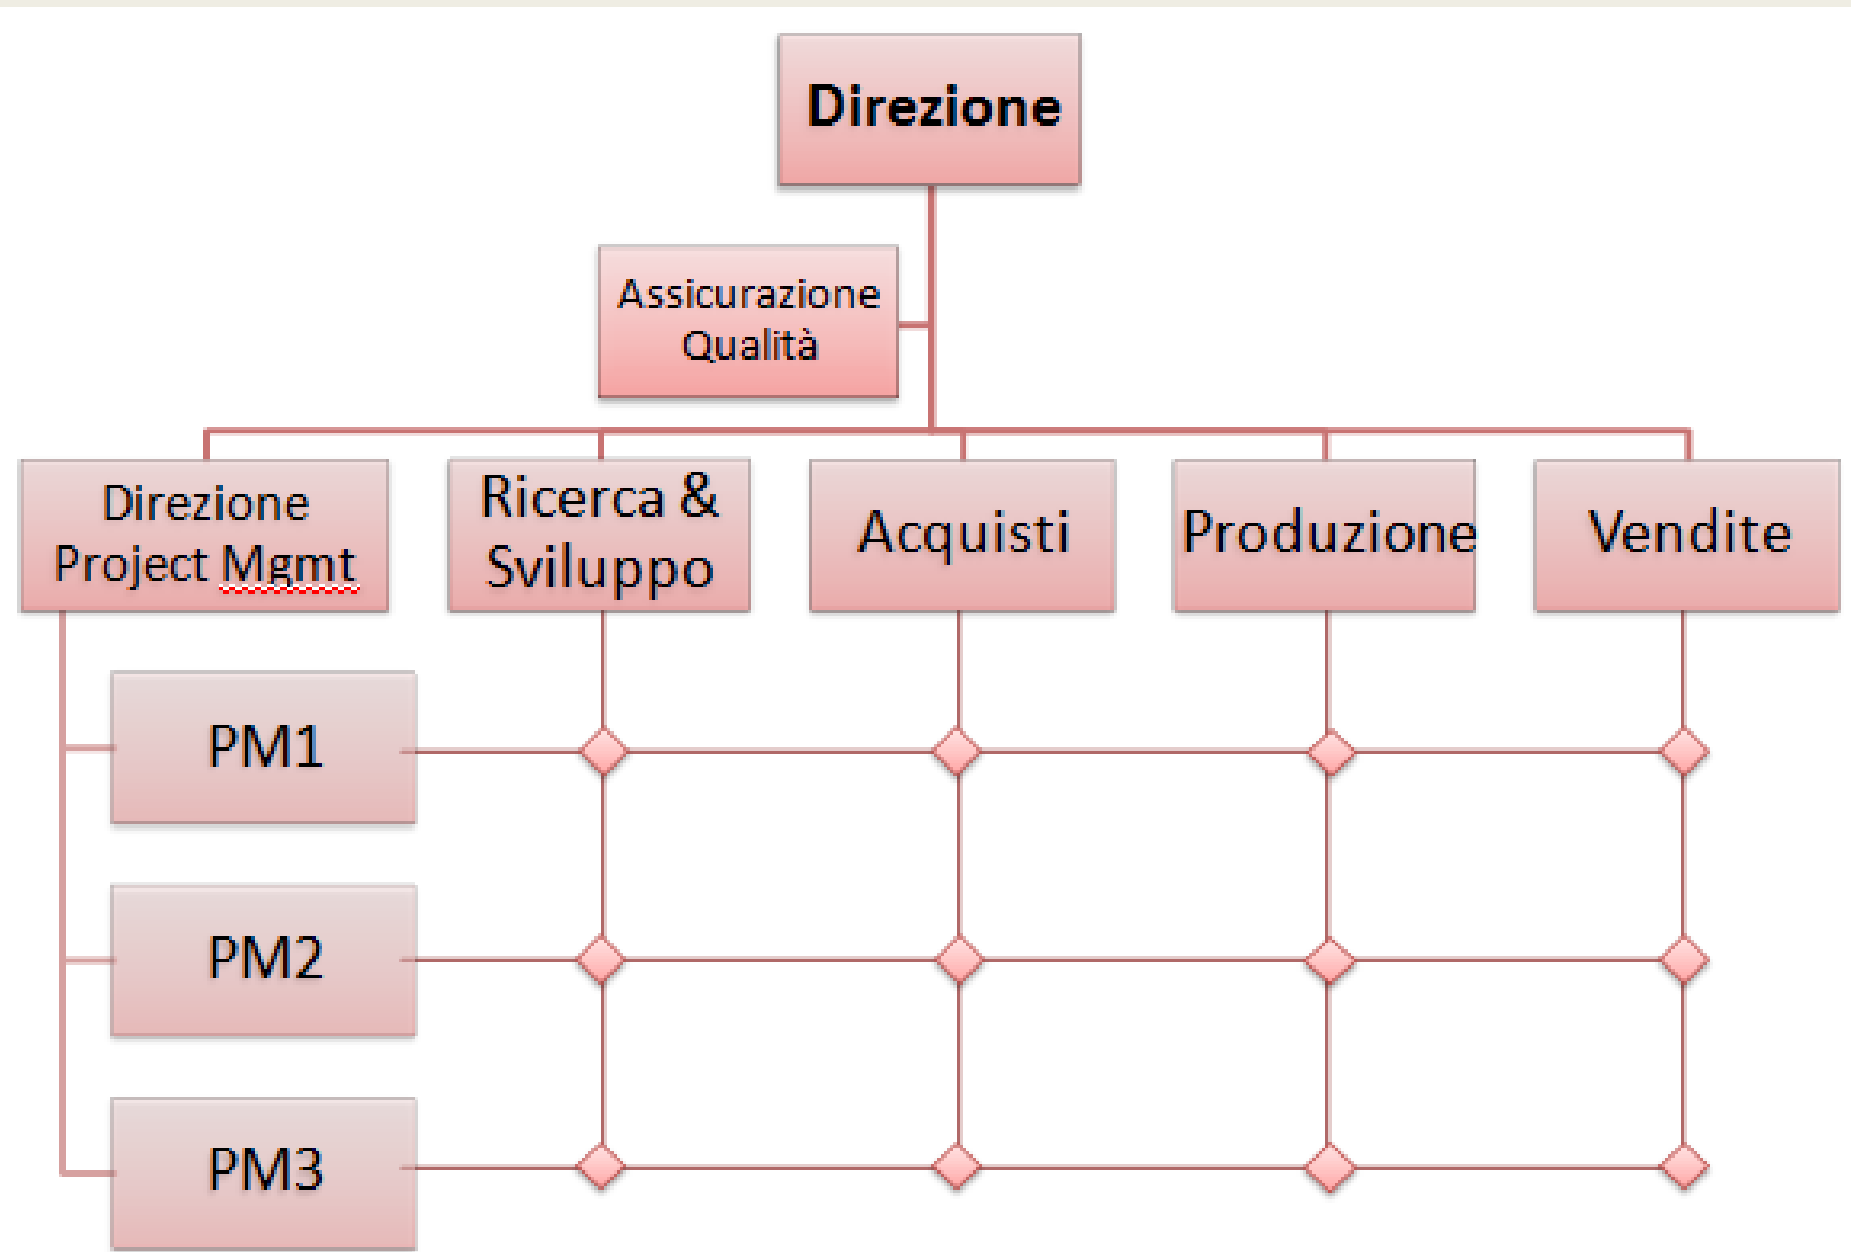 Direzione
Assicurazione
Qualità
Direzione
Project Mgmt
Ricerca &
Sviluppo
Acquisti
Produzione
Vendite
PM1
PM2
PM3